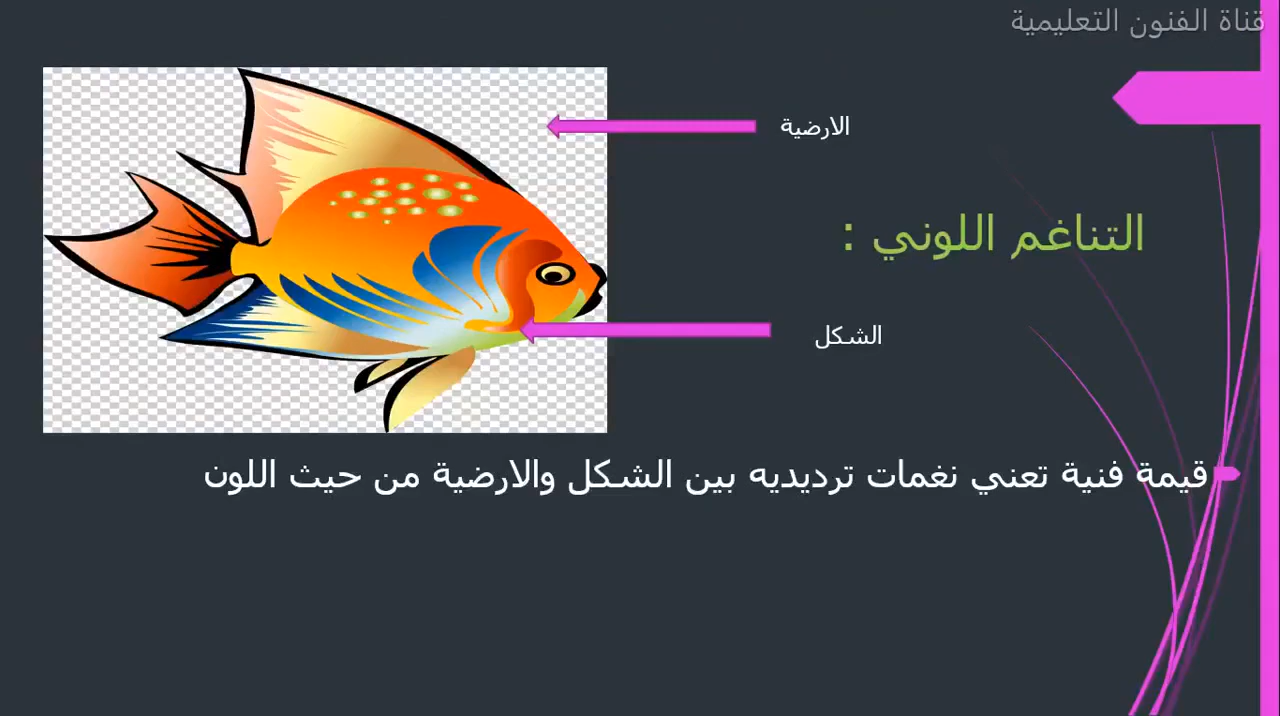 قناة الفنون التعليمية
الارضية
التناغم اللوني :
الشكل
قيمة فنية تعني نغمات ترديديه بين الشكل والارضية من حيث اللون